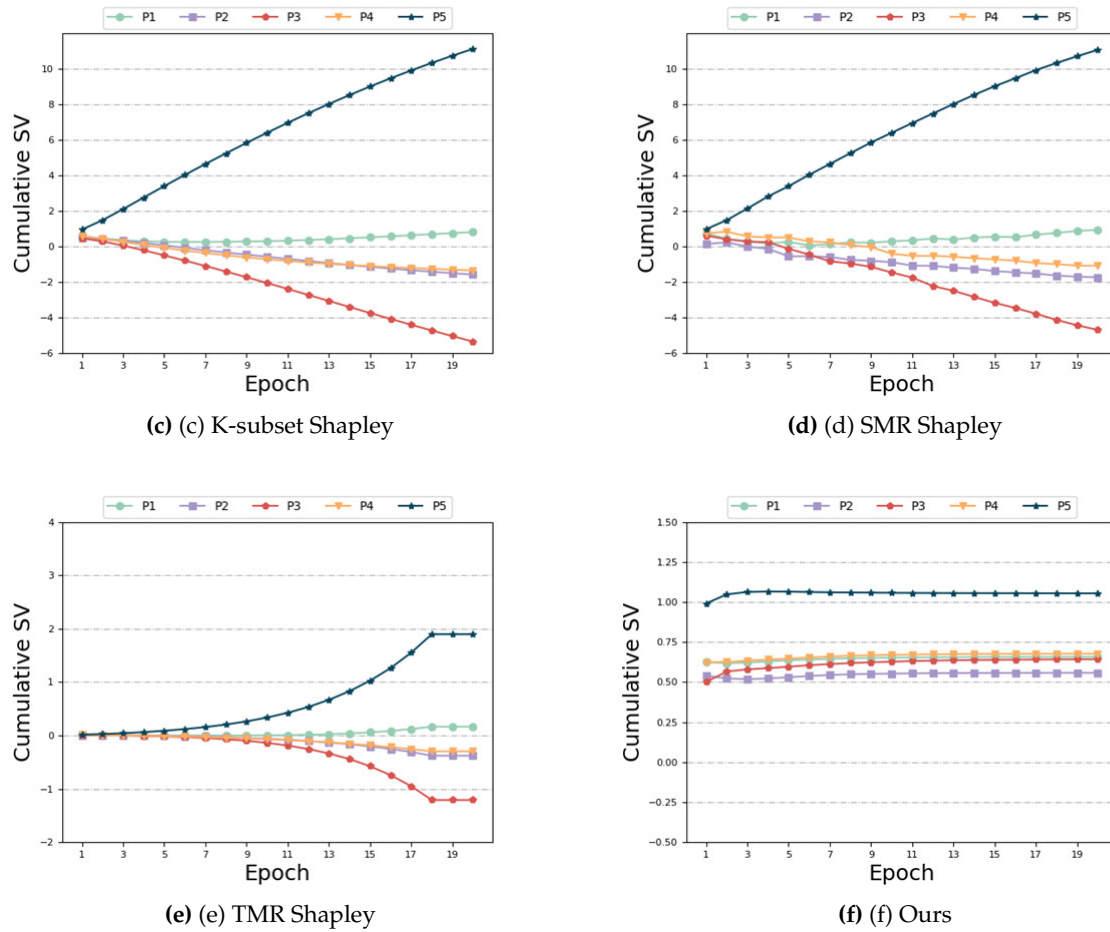 P1 P2 P3 P4 P5
Cumulative SV
10
8
6
4
2
0
−2
−4
−6
1 3 5 7 9 11 13 15 17 19
Epoch
(c) (c) K-subset Shapley
P1 P2 P3 P4 P5
Cumulative SV
10
8
6
4
2
0
−2
−4
−6
1 3 5 7 9 11 13 15 17 19
Epoch
(d) (d) SMR Shapley
P1 P2 P3 P4 P5
Cumulative SV
4
3
2
1
0
−1
−2
1 3 5 7 9 11 13 15 17 19
Epoch
(e) (e) TMR Shapley
P1 P2 P3 P4 P5
Cumulative SV
1.50
1.25
1.00
0.75
0.50
0.25
0.00
−0.25
−0.50
1 3 5 7 9 11 13 15 17 19
Epoch
(f) (f) Ours